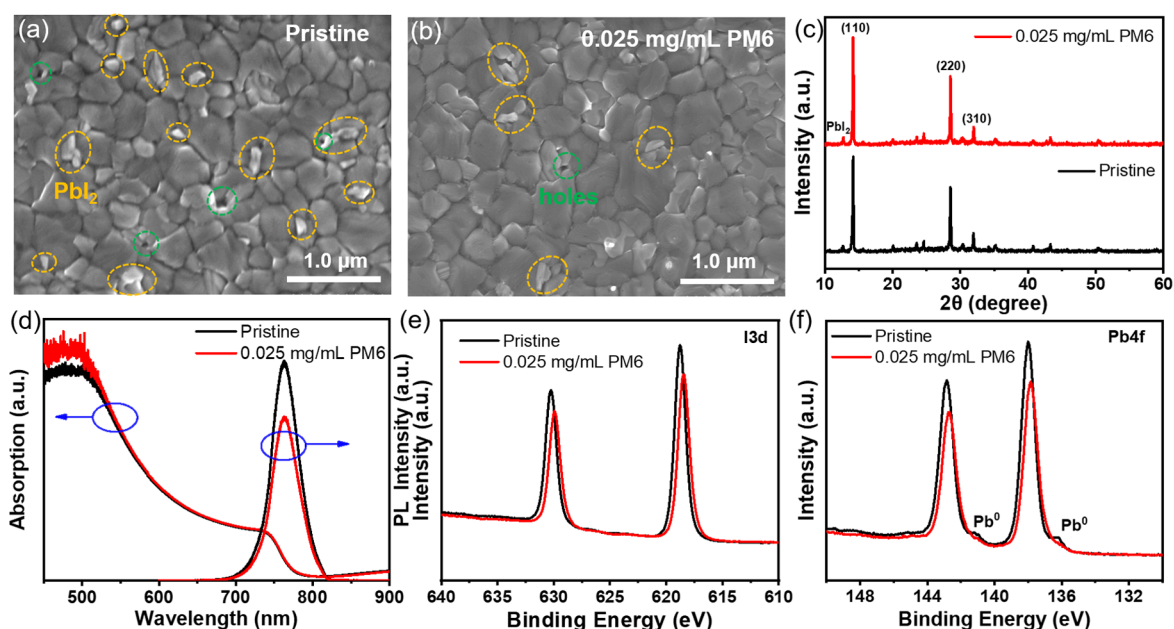 (a)
Pristine
PbI2
1.0 μm
(b)
0.025 mg/mL PM6
holes
1.0 μm
(c)
Intensity (a.u.)
(110)
0.025 mg/mL PM6
(220)
(310)
PbI2
Pristine
10 20 30 40 50 60
2θ (degree)
(d)
Absorption (a.u.)
Pristine
0.025 mg/mL PM6
PL Intensity (a.u.)
500 600 700 800 900
Wavelength (nm)
(e)
Intensity (a.u.)
Pristine
0.025 mg/mL PM6
I3d
640 635 630 625 620 615 610
Binding Energy (eV)
(f)
Intensity (a.u.)
Pristine
0.025 mg/mL PM6
Pb4f
Pb0
Pb0
148 144 140 136 132
Binding Energy (eV)